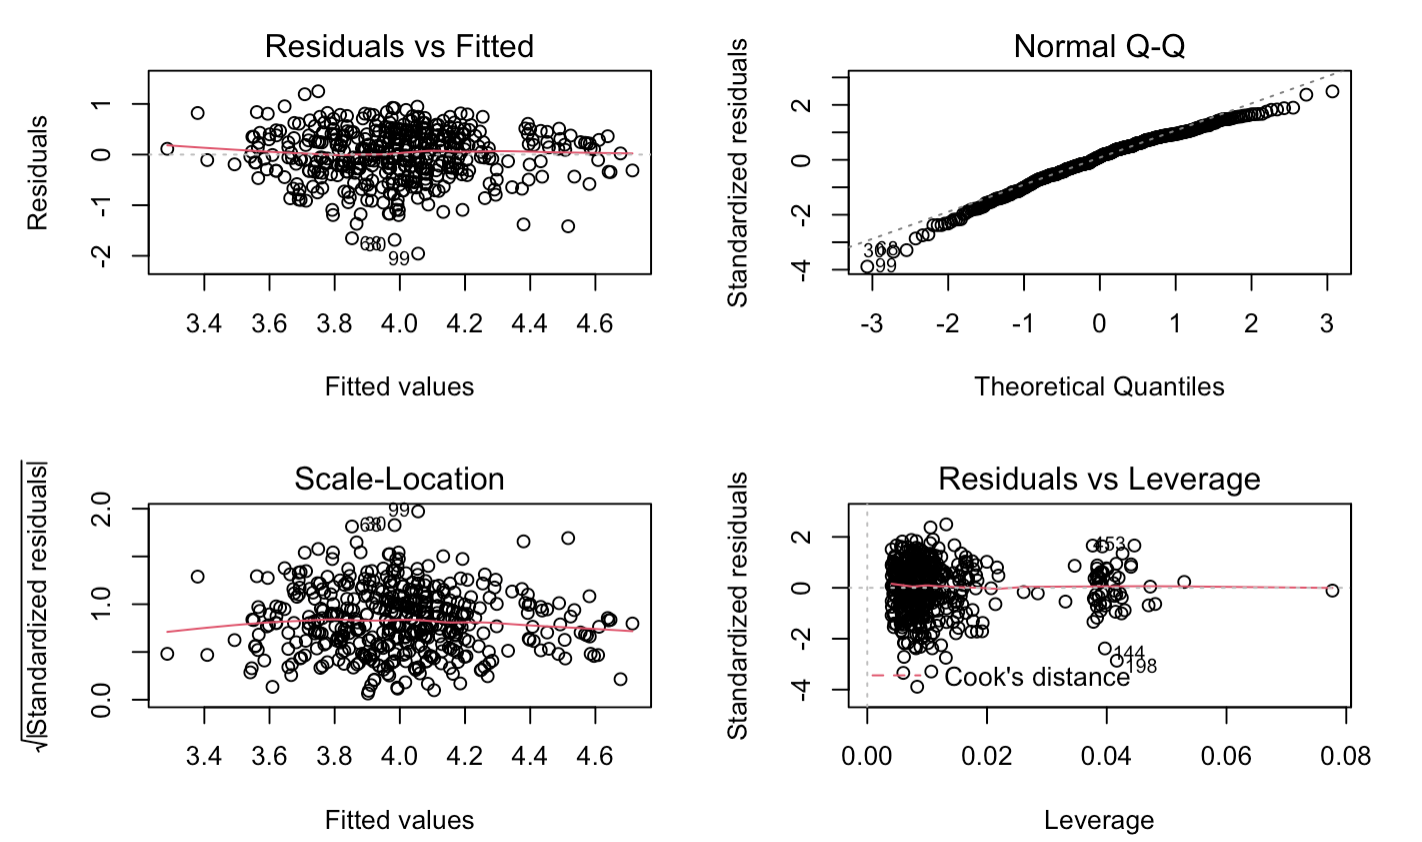 Residuals vs Fitted
Residuals
1
0
-1
-2
99
3.4 3.6 3.8 4.0 4.2 4.4 4.6
Fitted values
Normal Q-Q
Standardized residuals
2
0
-2
-4
99
-3 -2 -1 0 1 2 3
Theoretical Quantiles
Scale-Location
√|Standardized residuals|
2.0
1.0
0.0
99
3.4 3.6 3.8 4.0 4.2 4.4 4.6
Fitted values
Residuals vs Leverage
Standardized residuals
2
0
-2
-4
453
144
198
Cook's distance
0.00 0.02 0.04 0.06 0.08
Leverage